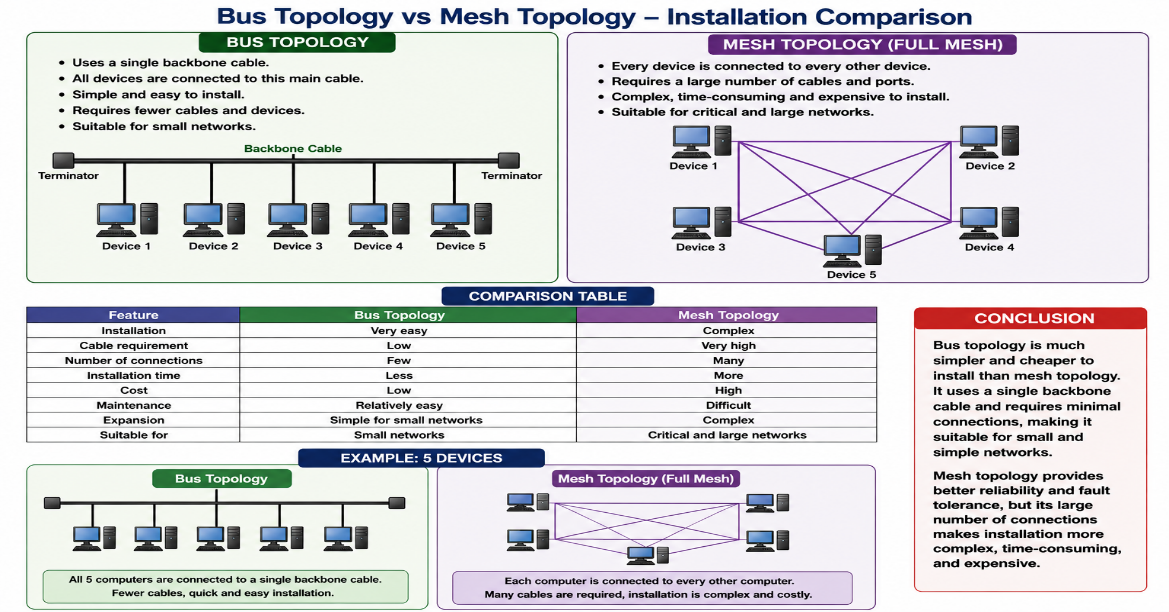 Bus Topology vs Mesh Topology – Installation Comparison
BUS TOPOLOGY
• Uses a single backbone cable.
• All devices are connected to this main cable.
• Simple and easy to install.
• Requires fewer cables and devices.
• Suitable for small networks.
Backbone Cable
Terminator
Terminator
Device 1
Device 2
Device 3
Device 4
Device 5
MESH TOPOLOGY (FULL MESH)
• Every device is connected to every other device.
• Requires a large number of cables and ports.
• Complex, time-consuming and expensive to install.
• Suitable for critical and large networks.
Device 1
Device 2
Device 3
Device 4
Device 5
COMPARISON TABLE
Feature Bus Topology Mesh Topology
Installation Very easy Complex
Cable requirement Low Very high
Number of connections Few Many
Installation time Less More
Cost Low High
Maintenance Relatively easy Difficult
Expansion Simple for small networks Complex
Suitable for Small networks Critical and large networks
CONCLUSION
Bus topology is much
simpler and cheaper to
install than mesh topology.
It uses a single backbone
cable and requires minimal
connections, making it
suitable for small and
simple networks.
Mesh topology provides
better reliability and fault
tolerance, but its large
number of connections
makes installation more
complex, time-consuming,
and expensive.
EXAMPLE: 5 DEVICES
Bus Topology
All 5 computers are connected to a single backbone cable.
Fewer cables, quick and easy installation.
Mesh Topology (Full Mesh)
Each computer is connected to every other computer.
Many cables are required, installation is complex and costly.